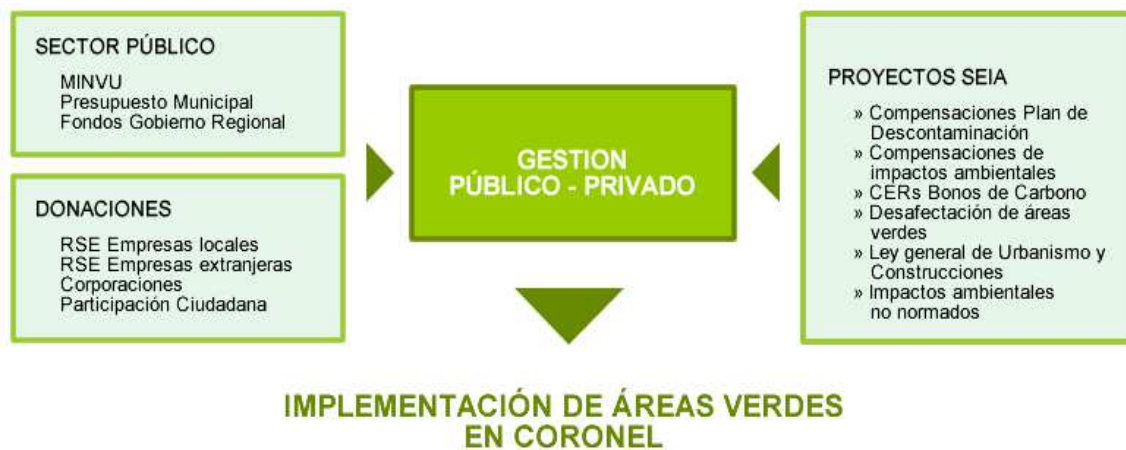 SECTOR PÚBLICO
MINVU
Presupuesto Municipal
Fondos Gobierno Regional
DONACIONES
RSE Empresas locales
RSE Empresas extranjeras
Corporaciones
Participación Ciudadana
GESTION
PÚBLICO - PRIVADO
PROYECTOS SEIA
» Compensaciones Plan de
Descontaminación
» Compensaciones de
impactos ambientales
» CERs Bonos de Carbono
» Desafectación de áreas
verdes
» Ley general de Urbanismo y
Construcciones
» Impactos ambientales
no normados
IMPLEMENTACIÓN DE ÁREAS VERDES
EN CORONEL